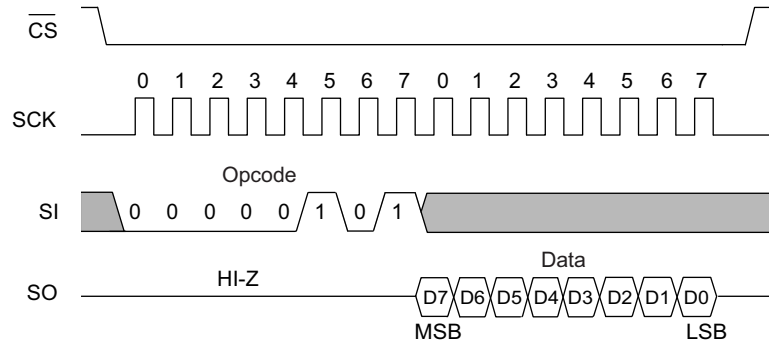 CS
0 1 2 3 4 5 6 7 0 1 2 3 4 5 6 7
SCK
Opcode
SI 0 0 0 0 0 1 0 1
Data
HI-Z
SO D7 D6 D5 D4 D3 D2 D1 D0
MSB LSB